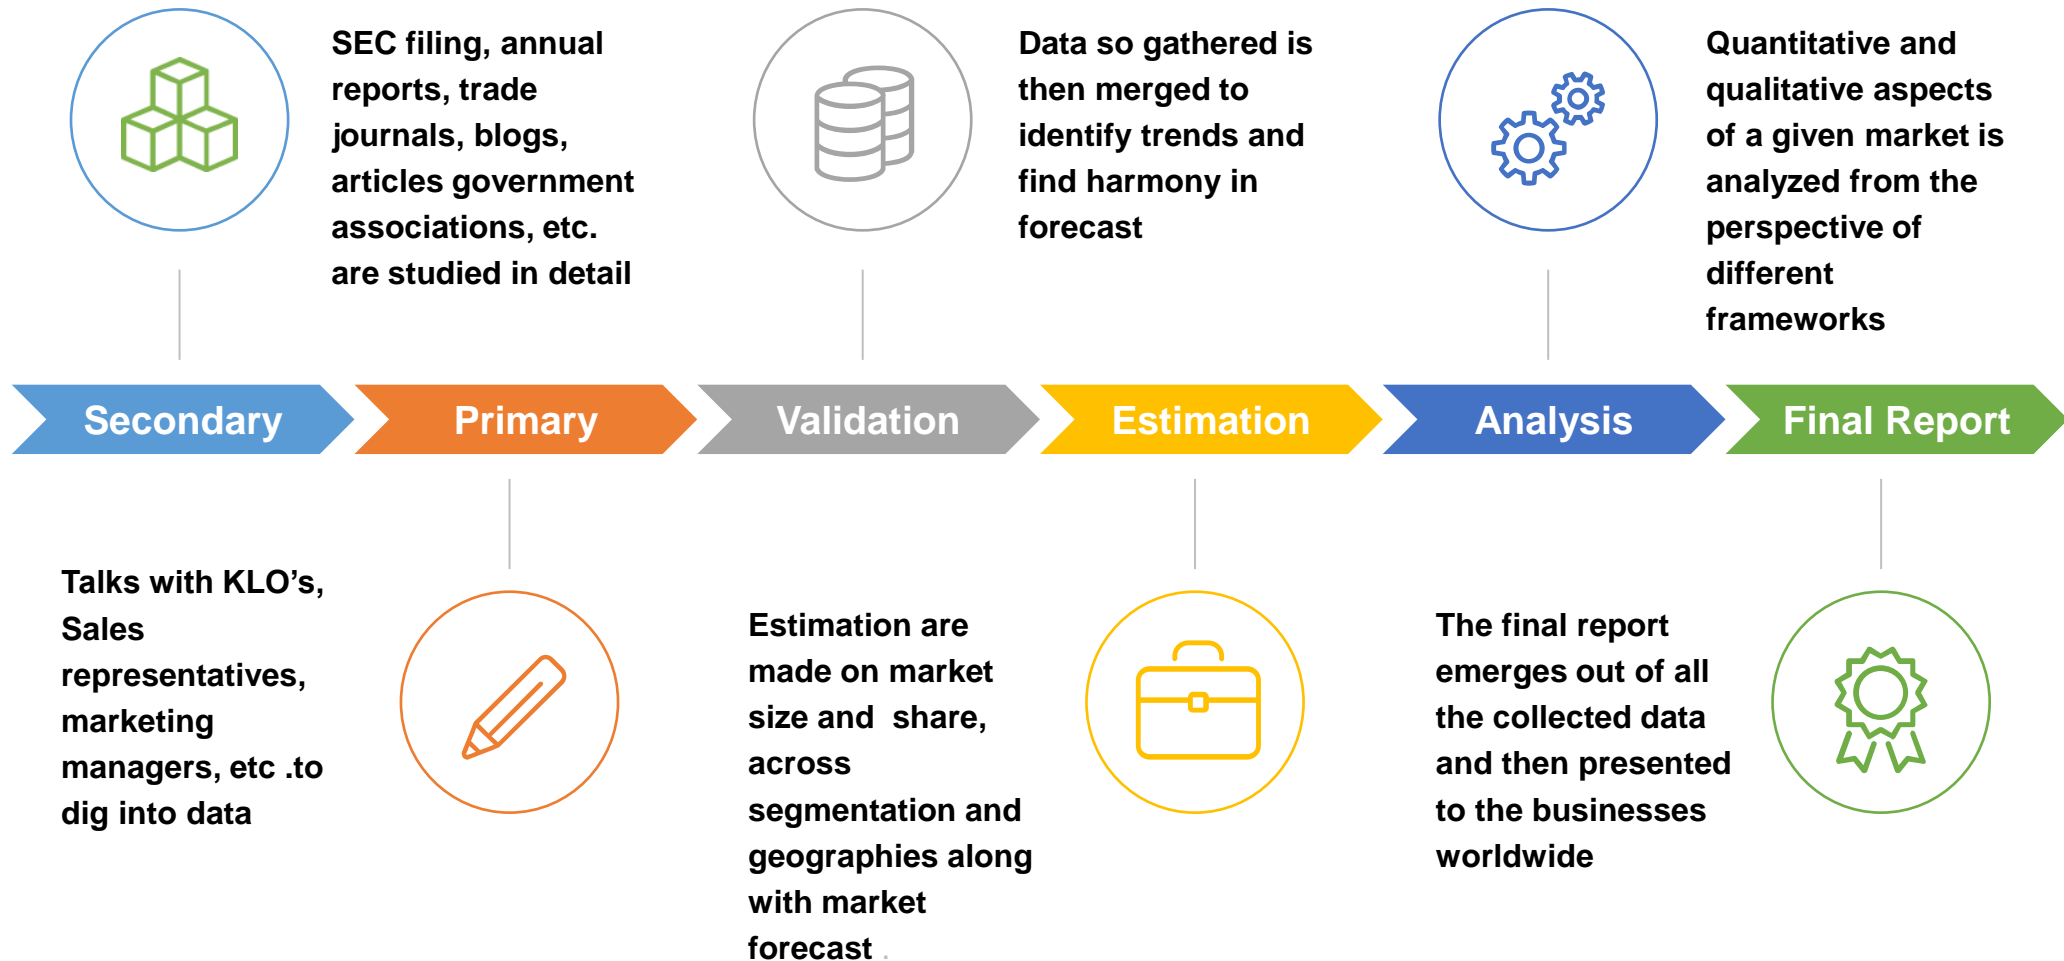 SEC filing, annual
reports, trade
journals, blogs,
articles government
associations, etc.
are studied in detail
Data so gathered is
then merged to
identify trends and
find harmony in
forecast
Quantitative and
qualitative aspects
of a given market is
analyzed from the
perspective of
different
frameworks
Secondary
Primary
Validation
Estimation
Analysis
Final Report
Talks with KLO’s,
Sales
representatives,
marketing
managers, etc .to
dig into data
Estimation are
made on market
size and  share,
across
segmentation and
geographies along
with market
forecast .
The final report
emerges out of all
the collected data
and then presented
to the businesses
worldwide